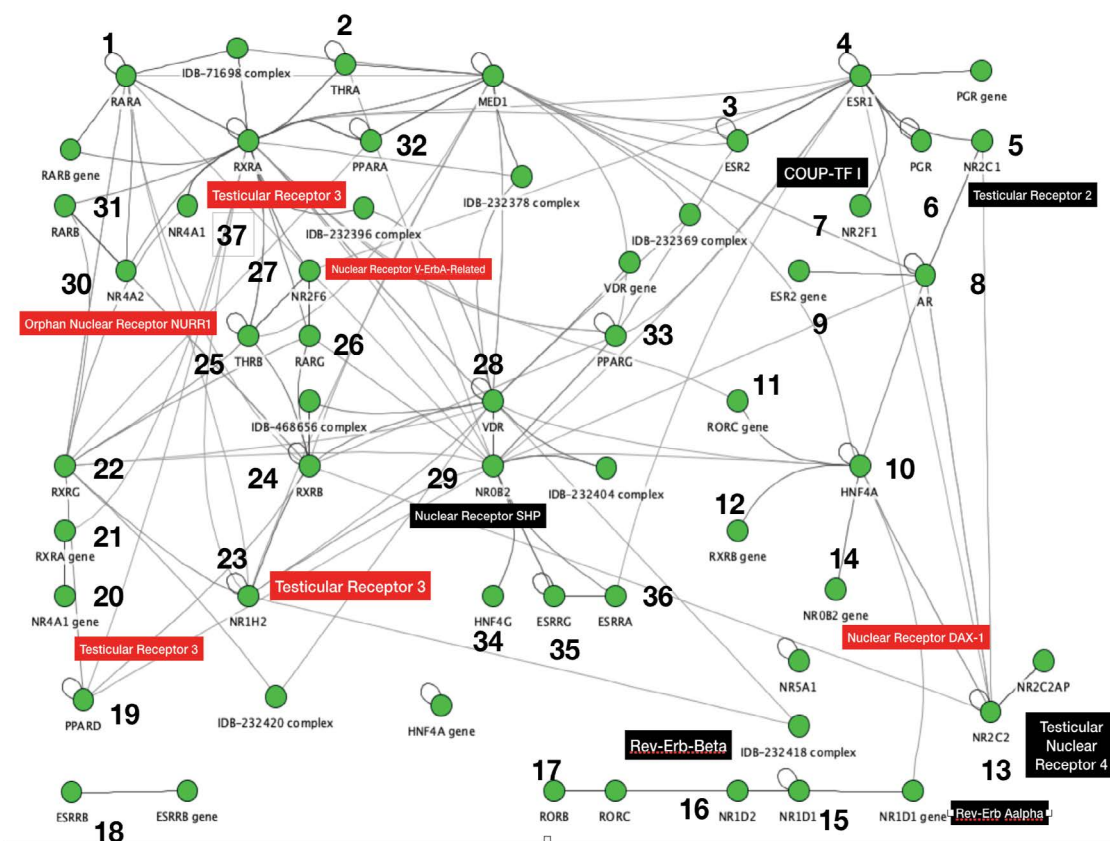 1
2
4
IDB-71698 complex
RARA
THRA
MED1
3
ESR1
PGR gene
RARB gene
RXRA
PPARA
32
ESR2
PGR
NR2C1
5
COUP-TF I
Testicular Receptor 3
Testicular Receptor 2
31
RARB
NR4A1
37
IDB-232396 complex
IDB-232378 complex
IDB-232369 complex
7
NR2F1
6
30
NR4A2
27
NR2F6
Nuclear Receptor V-ErbA-Related
VDR gene
ESR2 gene
AR
8
Orphan Nuclear Receptor NURR1
25
THRB
RARG
26
28
PPARG
33
9
IDB-468656 complex
VDR
RORC gene
11
RXRG
22
24
RXRB
29
NR0B2
IDB-232404 complex
HNF4A
10
Nuclear Receptor SHP
RXRA gene
21
12
RXRB gene
23
Testicular Receptor 3
NR4A1 gene
20
NR1H2
HNF4G
34
ESRRG
35
ESRRA
36
14
NR0B2 gene
Testicular Receptor 3
Nuclear Receptor DAX-1
NR5A1
NR2C2AP
PPARD
19
IDB-232420 complex
HNF4A gene
Rev-Erb-Beta
IDB-232418 complex
NR2C2
13
Testicular
Nuclear
Receptor 4
17
ESRRB
18
ESRRB gene
RORB
RORC
16
NR1D2
NR1D1
15
NR1D1 gene
Rev-Erb Aalpha